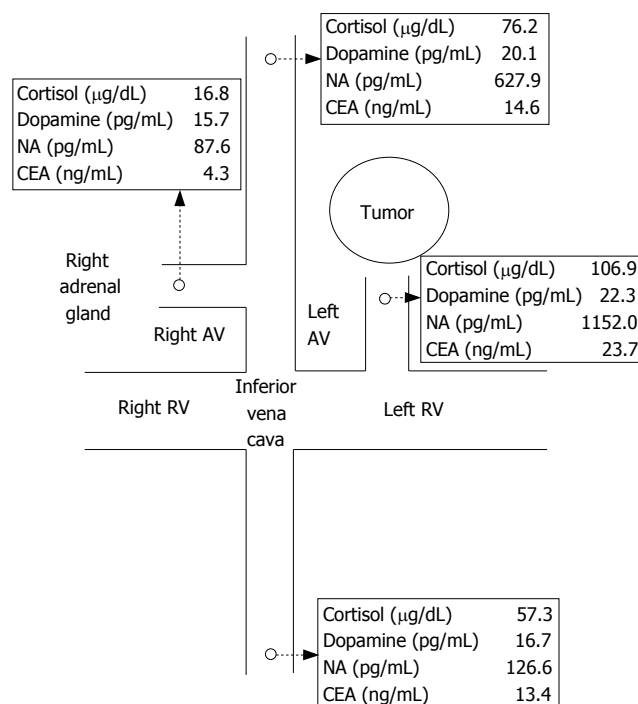 Cortisol (μg/dL) 76.2
Dopamine (pg/mL) 20.1
NA (pg/mL) 627.9
CEA (ng/mL) 14.6
Cortisol (μg/dL) 16.8
Dopamine (pg/mL) 15.7
NA (pg/mL) 87.6
CEA (ng/mL) 4.3
Tumor
Right
adrenal
gland
Cortisol (μg/dL) 106.9
Dopamine (pg/mL) 22.3
NA (pg/mL) 1152.0
CEA (ng/mL) 23.7
Right AV
Left
AV
Right RV
Inferior
vena
cava
Left RV
Cortisol (μg/dL) 57.3
Dopamine (pg/mL) 16.7
NA (pg/mL) 126.6
CEA (ng/mL) 13.4